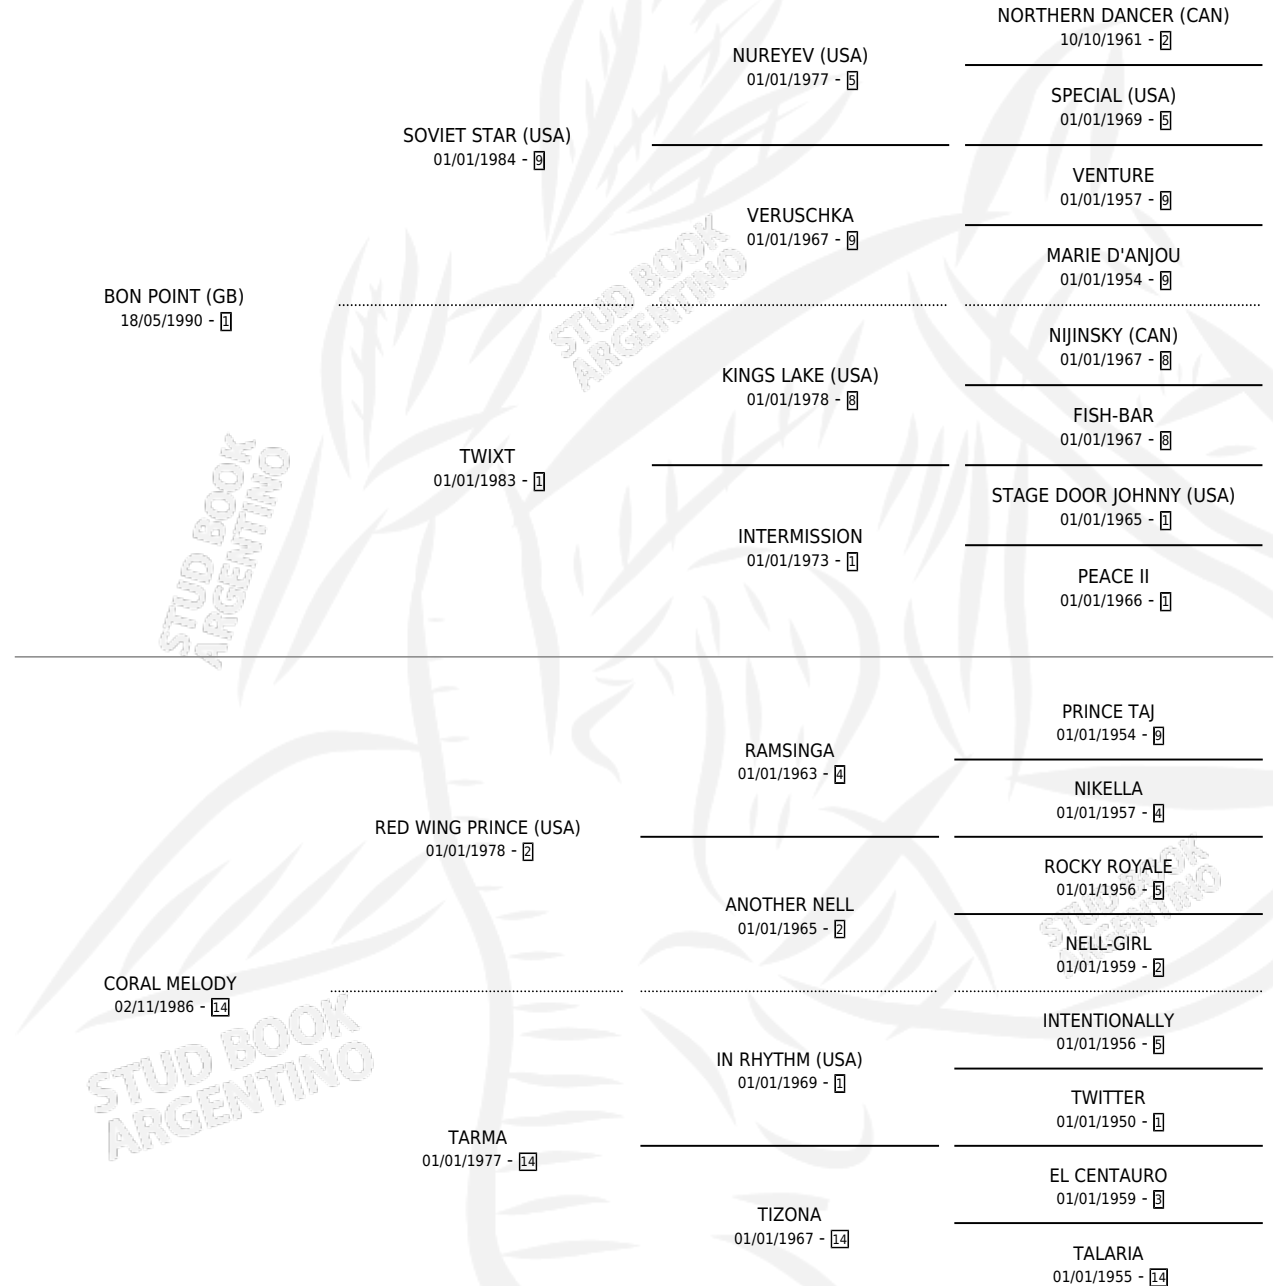 NORTHERN DANCER (CAN)
10/10/1961 - 2
NUREYEV (USA)
01/01/1977 - 5
SPECIAL (USA)
01/01/1969 - 5
SOVIET STAR (USA)
01/01/1984 - 9
VENTURE
01/01/1957 - 9
VERUSCHKA
01/01/1967 - 9
MARIE D'ANJOU
01/01/1954 - 9
BON POINT (GB)
18/05/1990 - 1
NIJINSKY (CAN)
01/01/1967 - 8
KINGS LAKE (USA)
01/01/1978 - 8
FISH-BAR
01/01/1967 - 8
TWIXT
01/01/1983 - 1
STAGE DOOR JOHNNY (USA)
01/01/1965 - 1
INTERMISSION
01/01/1973 - 1
PEACE II
01/01/1966 - 1
PRINCE TAJ
01/01/1954 - 9
RAMSINGA
01/01/1963 - 4
NIKELLA
01/01/1957 - 4
RED WING PRINCE (USA)
01/01/1978 - 2
ROCKY ROYALE
01/01/1956 - 5
ANOTHER NELL
01/01/1965 - 2
NELL-GIRL
01/01/1959 - 2
CORAL MELODY
02/11/1986 - 14
INTENTIONALLY
01/01/1956 - 5
IN RHYTHM (USA)
01/01/1969 - 1
TWITTER
01/01/1950 - 1
TARMA
01/01/1977 - 14
EL CENTAURO
01/01/1959 - 3
TIZONA
01/01/1967 - 14
TALARIA
01/01/1955 - 14
STUD BOOK
ARGENTINO
STUD BOOK
ARGENTINO
STUD BOOK
ARGENTINO
STUD BOOK
ARGENTINO